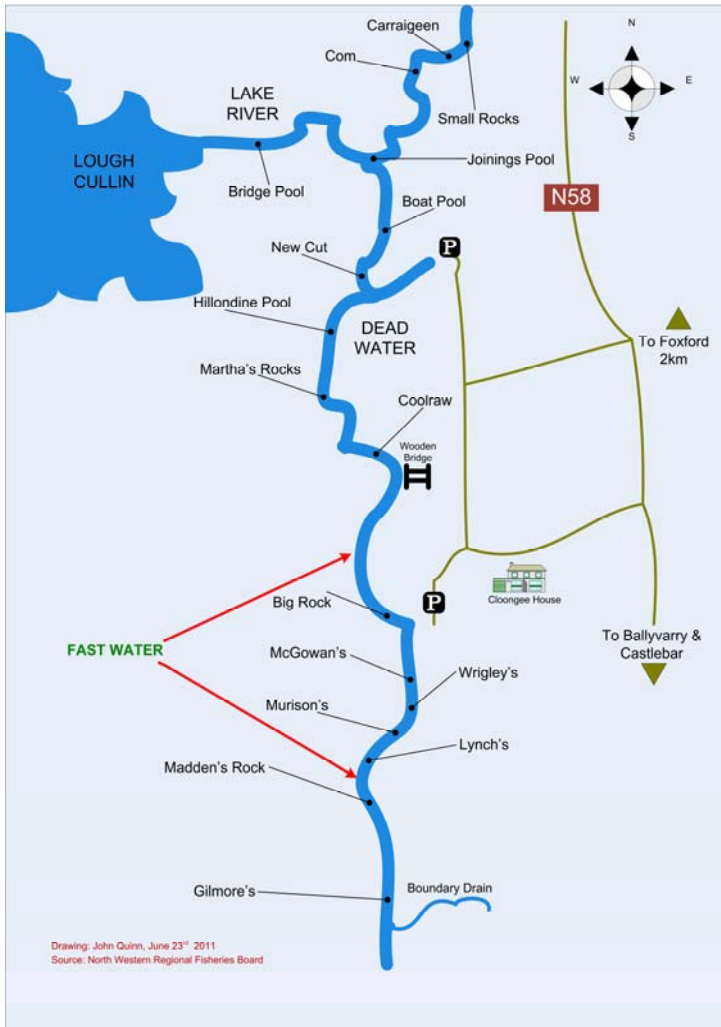 Carraigeen
N
Com
W
E
LAKE
RIVER
Small Rocks
S
LOUGH
CULLIN
Joinings Pool
Bridge Pool
N58
Boat Pool
P
New Cut
Hillondine Pool
DEAD
WATER
To Foxford
2km
Martha's Rocks
Coolraw
Wooden
Bridge
Big Rock
P
Cloongee House
FAST WATER
McGowan's
To Ballyvarry &
Castlebar
Wrigley's
Murison's
Lynch's
Madden's Rock
Gilmore's
Boundary Drain
Drawing: John Quinn, June 23rd 2011
Source: North Western Regional Fisheries Board